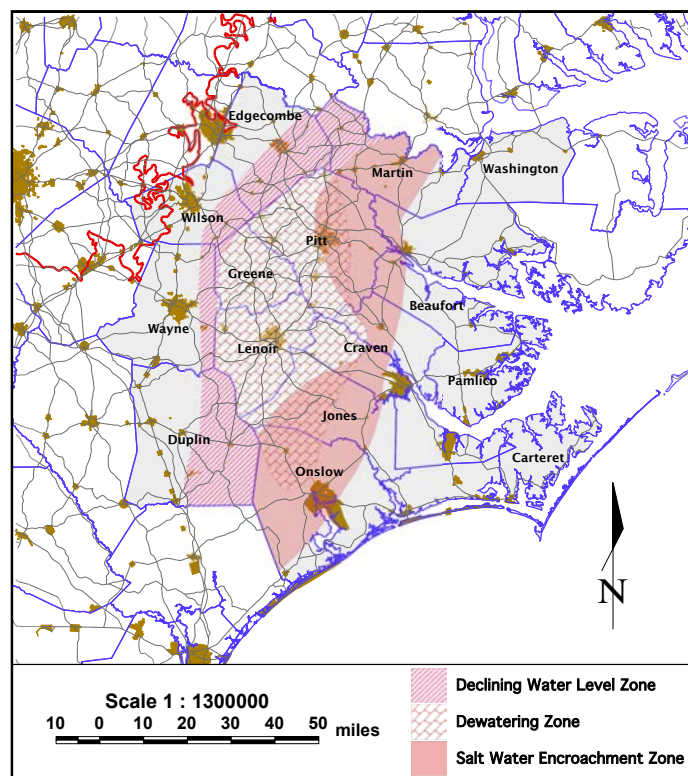 Edgecombe
Martin
Washington
Wilson
Pitt
Greene
Beaufort
Wayne
Lenoir
Craven
Pamlico
Jones
Duplin
Carteret
Onslow
N
Scale 1 : 1300000
10 0 10 20 30 40 50 miles
Declining Water Level Zone
Dewatering Zone
Salt Water Encroachment Zone